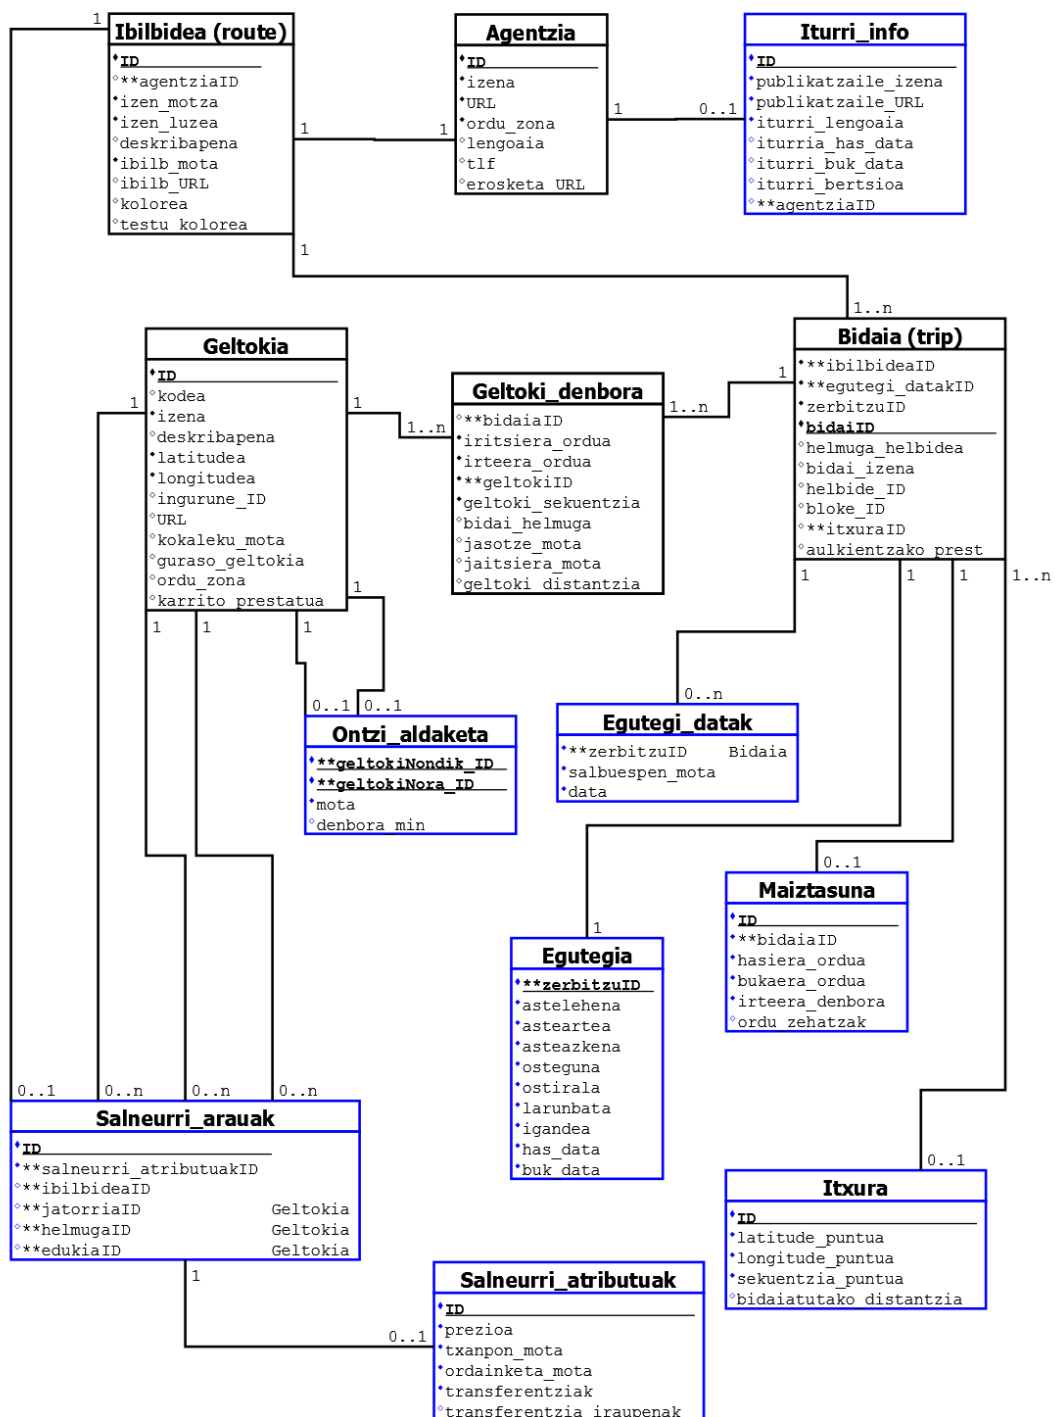 1
Ibilbidea (route)
ID
**agentziaID
izen_motza
izen_luzea
deskribapena
ibilb_mota
ibilb_URL
kolorea
testu_kolorea
1
1
Agentzia
ID
izena
URL
ordu_zona
lengoaia
tlf
erosketa_URL
1
0..1
Iturri_info
ID
publikatzaile_izena
publikatzaile_URL
iturri_lengoaia
iturria_has_data
iturri_buk_data
iturri_bertsioa
**agentziaID
1
1..n
Geltokia
ID
kodea
izena
deskribapena
latitudea
longitudea
ingurune_ID
URL
kokaleku_mota
guraso_geltokia
ordu_zona
karrito_prestatua
1
1
1..n
Geltoki_denbora
**bidaiaID
iritsiera_ordua
irteera_ordua
**geltokiID
geltoki_sekuentzia
bidai_helmuga
jasotze_mota
jaitsiera_mota
geltoki_distantzia
1..n
1
Bidaia (trip)
**ibilbideaID
**egutegi_datakID
zerbitzuID
bidaiID
helmuga_helbidea
bidai_izena
helbide_ID
bloke_ID
**itxuraID
aulkientzako_prest
1
1
1
1..n
1
1
1
1
0..1
0..1
Ontzi_aldaketa
**geltokiNondik_ID
**geltokiNora_ID
mota
denbora_min
0..n
Egutegi_datak
**zerbitzuID Bidaia
salbuespen_mota
data
0..1
Maiztasuna
ID
**bidaiaID
hasiera_ordua
bukaera_ordua
irteera_denbora
ordu_zehatzak
1
Egutegia
**zerbitzuID
astelehena
asteartea
asteazkena
osteguna
ostirala
larunbata
igandea
has_data
buk_data
0..1
0..n
0..n
0..n
Salneurri_arauak
ID
**salneurri_atributuakID
**ibilbideaID
**jatorriaID Geltokia
**helmugaID Geltokia
**edukiaID Geltokia
0..1
Itxura
ID
latitude_puntua
longitude_puntua
sekuentzia_puntua
bidaiatutako_distantzia
1
0..1
Salneurri_atributuak
ID
prezioa
txanpon_mota
ordainketa_mota
transferentziak
transferentzia_iraupenak